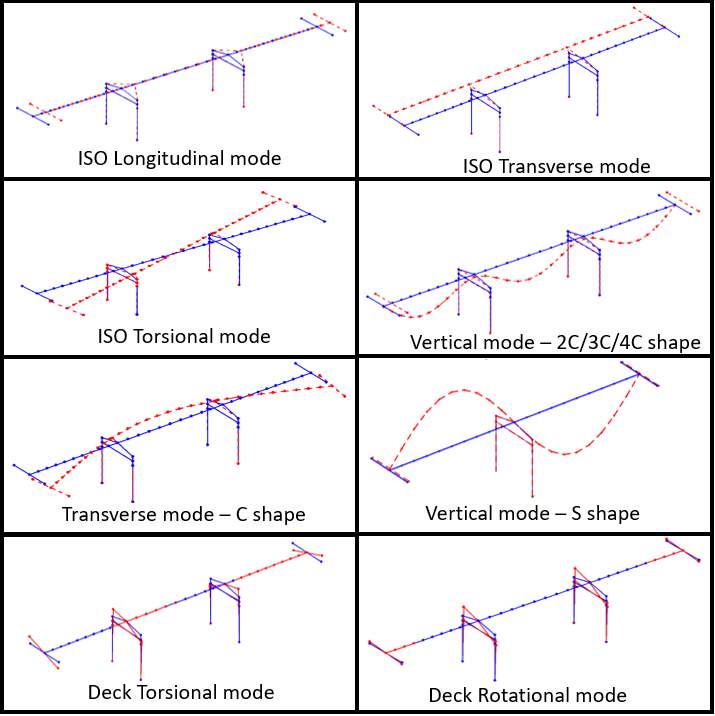 ISO Longitudinal mode
ISO Transverse mode
ISO Torsional mode
Vertical mode – 2C/3C/4C shape
Transverse mode – C shape
Vertical mode – S shape
Deck Torsional mode
Deck Rotational mode